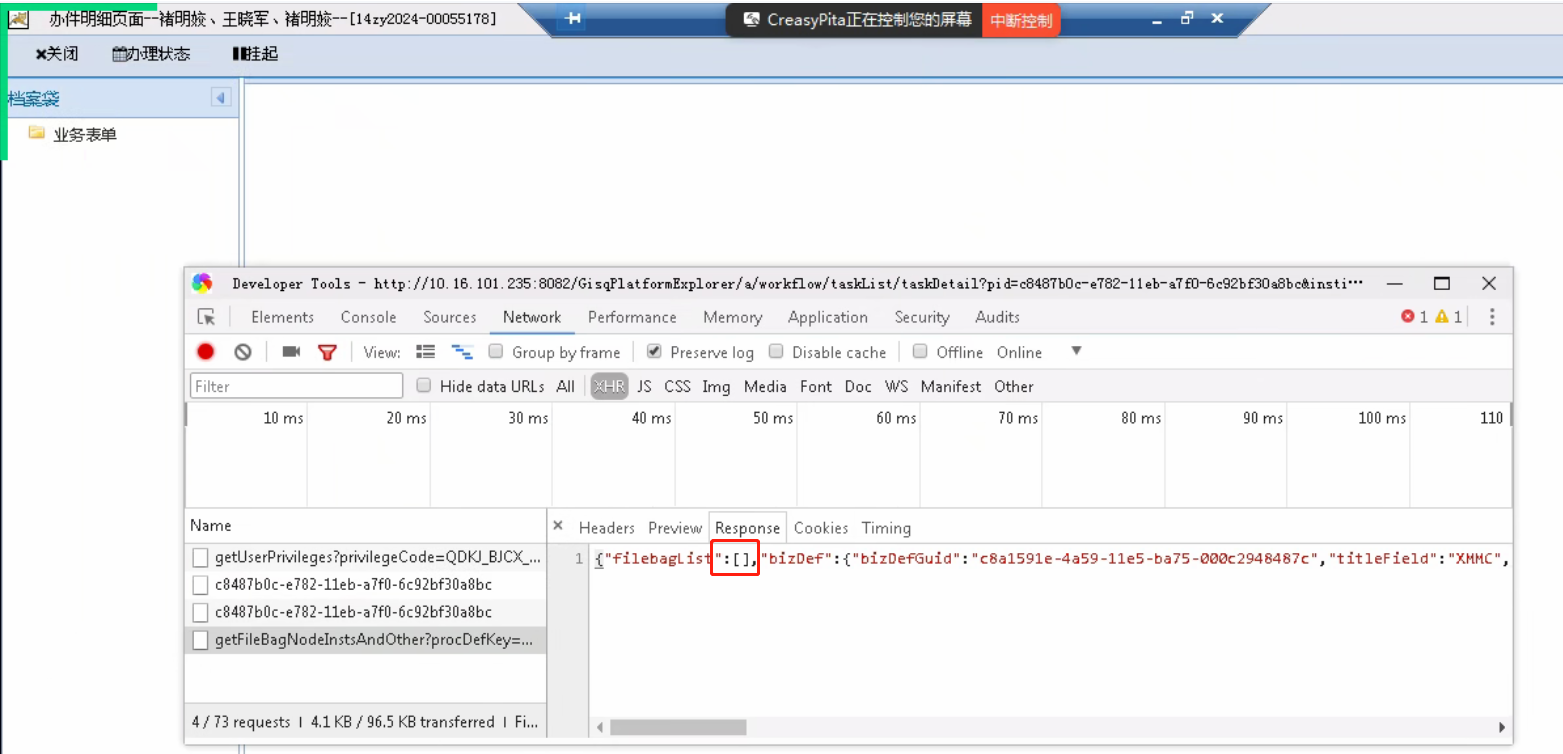 办件明细页面--褚明娞、王晓军、褚明娞--[14zy2024-00055178]
CreasyPita正在控制您的屏幕 中断控制
关闭 办理状态 挂起
档案袋
业务表单
Developer Tools - http://10.16.101.235:8082/GisqPlatformExplorer/a/workflow/taskList/taskDetail?pid=c8487b0c-e782-11eb-a7f0-6c92bf30a8bc&insti···
Elements Console Sources Network Performance Memory Application Security Audits 1 1
View: Group by frame Preserve log Disable cache Offline Online
Filter Hide data URLs All XHR JS CSS Img Media Font Doc WS Manifest Other
10 ms 20 ms 30 ms 40 ms 50 ms 60 ms 70 ms 80 ms 90 ms 100 ms 110
Name Headers Preview Response Cookies Timing
getUserPrivileges?privilegeCode=QDKJ_BJCX_...
1 {"filebagList":[],"bizDef":{"bizDefGuid":"c8a1591e-4a59-11e5-ba75-000c2948487c","titleField":"XMMC",
c8487b0c-e782-11eb-a7f0-6c92bf30a8bc
c8487b0c-e782-11eb-a7f0-6c92bf30a8bc
getFileBagNodeInstsAndOther?procDefKey=...
4 / 73 requests | 4.1 KB / 96.5 KB transferred | Fi...